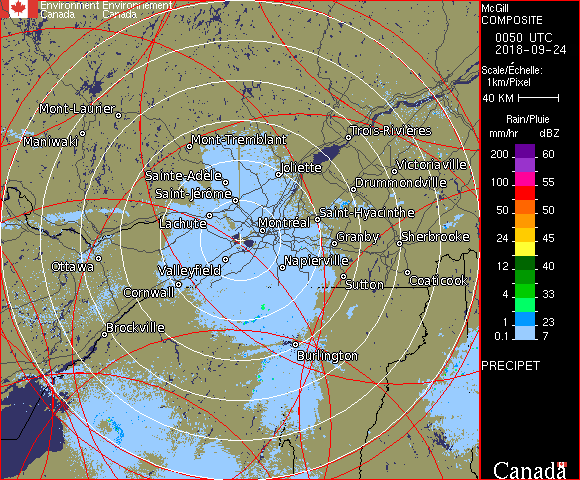 Environment Environnement
Canada Canada
McGill
COMPOSITE
0050 UTC
2018-09-24
Scale/Échelle:
1km/Pixel
40 KM
Rain/Pluie
mm/hr dBZ
200 60
100 55
50 50
24 45
12 40
4 33
1 23
0.1 7
PRECIPET
Canada
Mont-Laurier
Maniwaki
Mont-Tremblant
Trois-Rivières
Joliette
Victoriaville
Sainte-Adèle
Drummondville
Saint-Jérôme
Saint-Hyacinthe
Lachute
Montréal
Granby
Sherbrooke
Ottawa
Napierville
Valleyfield
Sutton
Coaticook
Cornwall
Brockville
Burlington